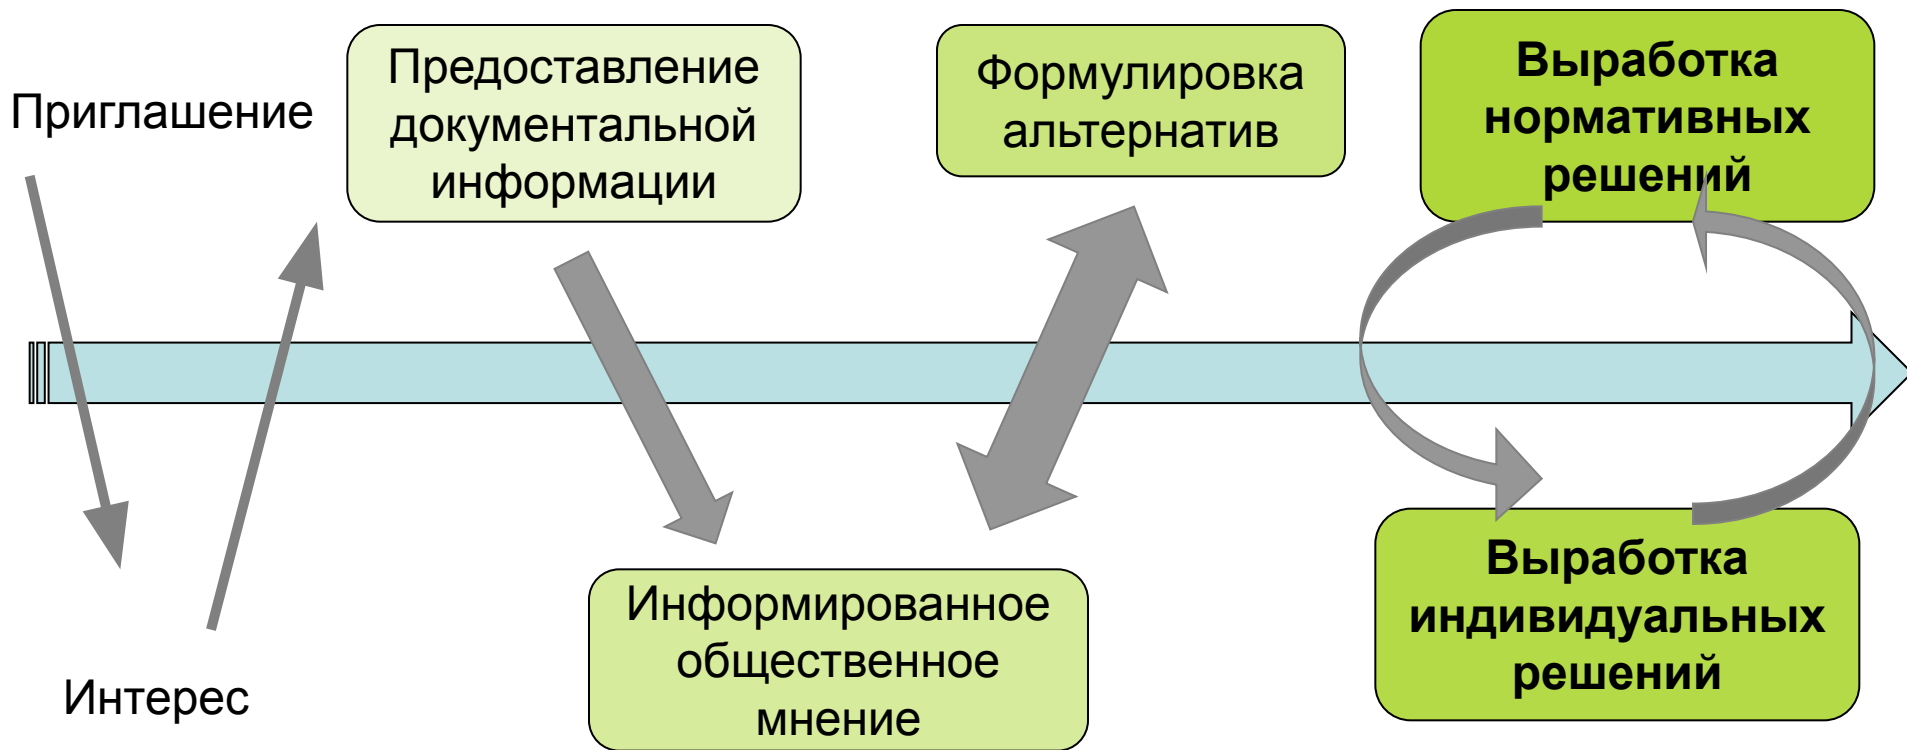 Приглашение
Предоставление
документальной
информации
Формулировка
альтернатив
Выработка
нормативных
решений
Интерес
Информированное
общественное
мнение
Выработка
индивидуальных
решений